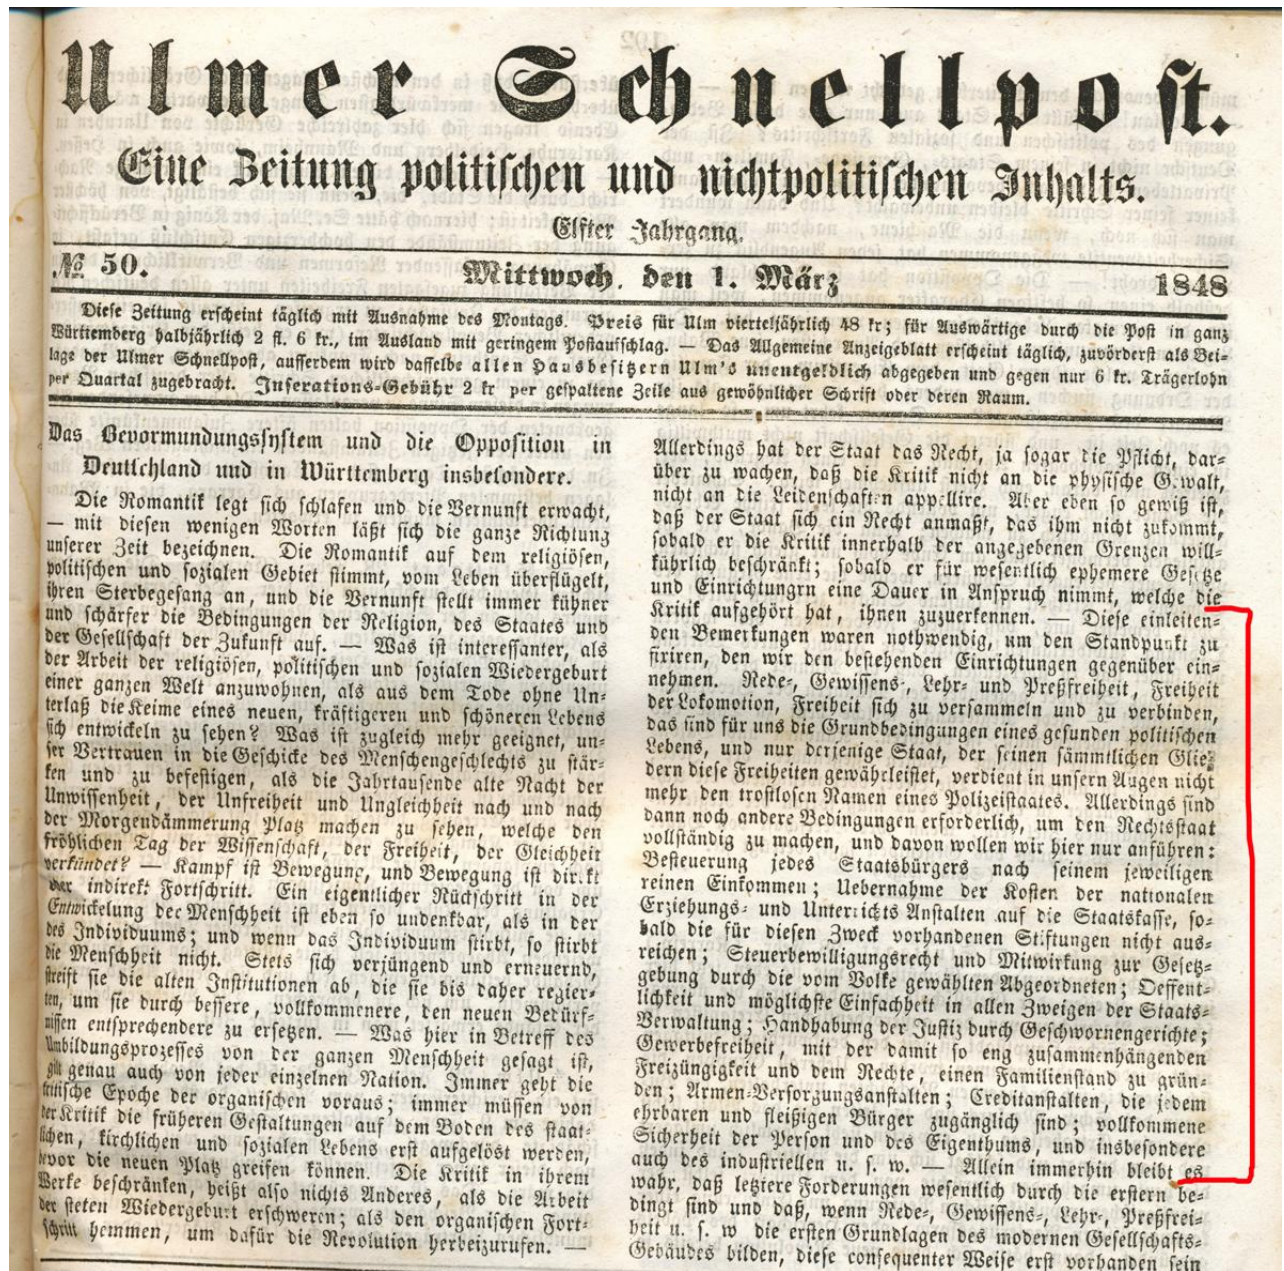 Ulmer Schnellpost.
Eine Zeitung politischen und nichtpolitischen Inhalts.
Elfter Jahrgang.
№ 50. Mittwoch, den 1. März 1848
Diese Zeitung erscheint täglich mit Ausnahme des Montags. Preis für Ulm vierteljährlich 48 kr; für Auswärtige durch die Post in ganz
Württemberg halbjährlich 2 fl. 6 kr., im Ausland mit geringem Postaufschlag. — Das Allgemeine Anzeigeblatt erscheint täglich, zuvörderst als Bei-
lage der Ulmer Schnellpost, ausserdem wird dasselbe allen Hausbesitzern Ulm's unentgeldlich abgegeben und gegen nur 6 kr. Trägerlohn
per Quartal zugebracht. Inserations-Gebühr 2 kr per gespaltene Zeile aus gewöhnlicher Schrift oder deren Raum.
Das Bevormundungssystem und die Opposition in
Deutschland und in Württemberg insbesondere.
Die Romantik legt sich schlafen und die Vernunft erwacht,
— mit diesen wenigen Worten läßt sich die ganze Richtung
unserer Zeit bezeichnen. Die Romantik auf dem religiösen,
politischen und sozialen Gebiet stimmt, vom Leben überflügelt,
ihren Sterbegesang an, und die Vernunft stellt immer kühner
und schärfer die Bedingungen der Religion, des Staates und
der Gesellschaft der Zukunft auf. — Was ist interessanter, als
der Arbeit der religiösen, politischen und sozialen Wiedergeburt
einer ganzen Welt anzuwohnen, als aus dem Tode ohne Un-
terlaß die Keime eines neuen, kräftigeren und schöneren Lebens
sich entwickeln zu sehen? Was ist zugleich mehr geeignet, un-
ser Vertrauen in die Geschicke des Menschengeschlechts zu stär-
ken und zu befestigen, als die Jahrtausende alte Nacht der
Unwissenheit, der Unfreiheit und Ungleichheit nach und nach
der Morgendämmerung Platz machen zu sehen, welche den
fröhlichen Tag der Wissenschaft, der Freiheit, der Gleichheit
verkündet? — Kampf ist Bewegung, und Bewegung ist direkt
oder indirekt Fortschritt. Ein eigentlicher Rückschritt in der
Entwickelung der Menschheit ist eben so undenkbar, als in der
des Individuums; und wenn das Individuum stirbt, so stirbt
die Menschheit nicht. Stets sich verjüngend und erneuernd,
streift sie die alten Institutionen ab, die sie bis daher regier-
ten, um sie durch bessere, vollkommenere, den neuen Bedürf-
nissen entsprechendere zu ersetzen. — Was hier in Betreff des
Umbildungsprozesses von der ganzen Menschheit gesagt ist,
gilt genau auch von jeder einzelnen Nation. Immer geht die
kritische Epoche der organischen voraus; immer müssen von
der Kritik die früheren Gestaltungen auf dem Boden des staat-
lichen, kirchlichen und sozialen Lebens erst aufgelöst werden,
bevor die neuen Platz greifen können. Die Kritik in ihrem
Werke beschränken, heißt also nichts Anderes, als die Arbeit
der steten Wiedergeburt erschweren; als den organischen Fort-
schritt hemmen, um dafür die Revolution herbeizurufen. —
Allerdings hat der Staat das Recht, ja sogar die Pflicht, dar-
über zu wachen, daß die Kritik nicht an die physische Gewalt,
nicht an die Leidenschaften appellire. Aber eben so gewiß ist,
daß der Staat sich ein Recht anmaßt, das ihm nicht zukommt,
sobald er die Kritik innerhalb der angegebenen Grenzen will-
kührlich beschränkt; sobald er für wesentlich ephemere Gesetze
und Einrichtungrn eine Dauer in Anspruch nimmt, welche die
Kritik aufgehört hat, ihnen zuzuerkennen. — Diese einleiten-
den Bemerkungen waren nothwendig, um den Standpunkt zu
fixiren, den wir den bestehenden Einrichtungen gegenüber ein-
nehmen. Rede-, Gewissens-, Lehr- und Preßfreiheit, Freiheit
der Lokomotion, Freiheit sich zu versammeln und zu verbinden,
das sind für uns die Grundbedingungen eines gesunden politischen
Lebens, und nur derjenige Staat, der seinen sämmtlichen Glie-
dern diese Freiheiten gewährleistet, verdient in unsern Augen nicht
mehr den trostlosen Namen eines Polizeistaates. Allerdings sind
dann noch andere Bedingungen erforderlich, um den Rechtsstaat
vollständig zu machen, und davon wollen wir hier nur anführen:
Besteuerung jedes Staatsbürgers nach seinem jeweiligen
reinen Einkommen; Uebernahme der Kosten der nationalen
Erziehungs- und Unterrichts Anstalten auf die Staatskasse, so-
bald die für diesen Zweck vorhandenen Stiftungen nicht aus-
reichen; Steuerbewilligungsrecht und Mitwirkung zur Gesetz-
gebung durch die vom Volke gewählten Abgeordneten; Oeffent-
lichkeit und möglichste Einfachheit in allen Zweigen der Staats-
Verwaltung; Handhabung der Justiz durch Geschwornengerichte;
Gewerbefreiheit, mit der damit so eng zusammenhängenden
Freizüngigkeit und dem Rechte, einen Familienstand zu grün-
den; Armen-Versorgungsanstalten; Creditanstalten, die jedem
ehrbaren und fleißigen Bürger zugänglich sind; vollkommene
Sicherheit der Person und des Eigenthums, und insbesondere
auch des industriellen u. s. w. — Allein immerhin bleibt es
wahr, daß letztere Forderungen wesentlich durch die erstern be-
dingt sind und daß, wenn Rede-, Gewissens-, Lehr-, Preßfrei-
heit u. s. w die ersten Grundlagen des modernen Gesellschafts-
Gebäudes bilden, diese consequenter Weise erst vorhanden sein